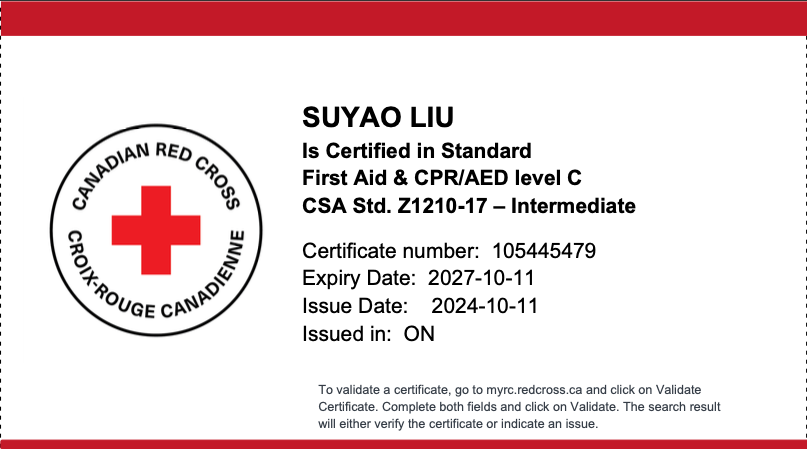 CANADIAN RED CROSS
CROIX-ROUGE CANADIENNE
SUYAO LIU
Is Certified in Standard
First Aid & CPR/AED level C
CSA Std. Z1210-17 – Intermediate
Certificate number: 105445479
Expiry Date: 2027-10-11
Issue Date: 2024-10-11
Issued in: ON
To validate a certificate, go to myrc.redcross.ca and click on Validate
Certificate. Complete both fields and click on Validate. The search result
will either verify the certificate or indicate an issue.